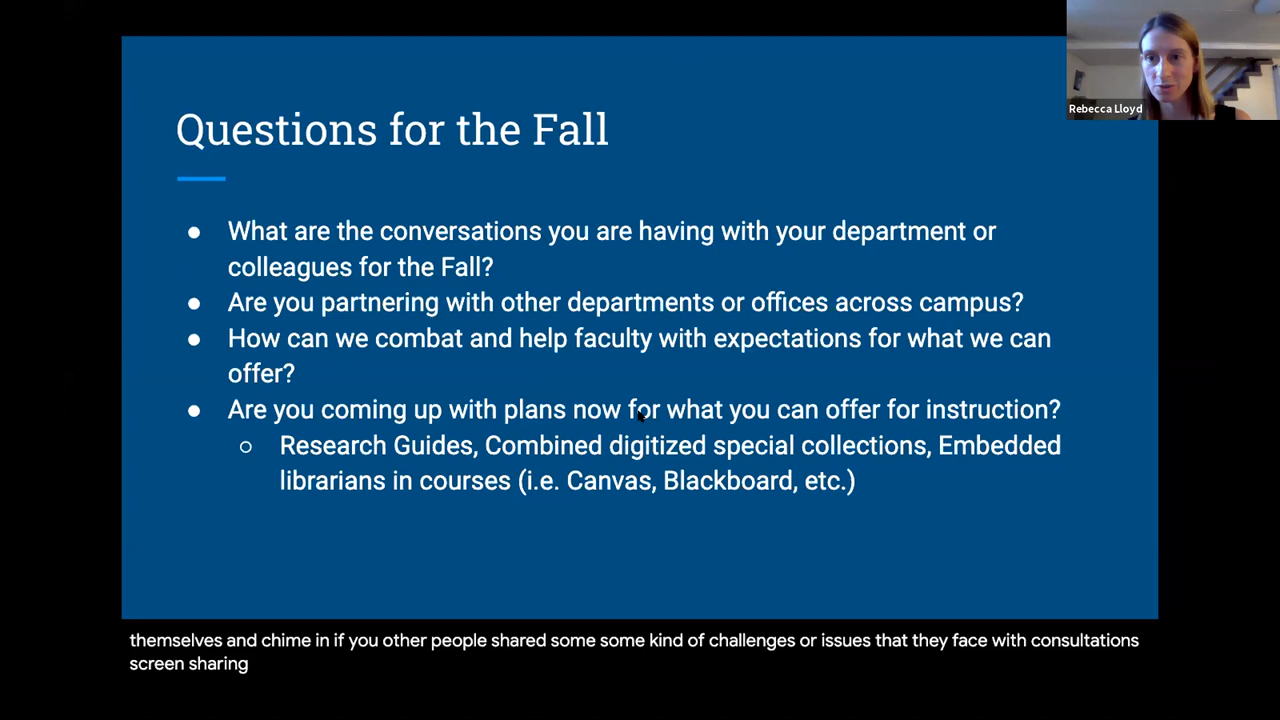 Rebecca Lloyd
Questions for the Fall
● What are the conversations you are having with your department or
colleagues for the Fall?
● Are you partnering with other departments or offices across campus?
● How can we combat and help faculty with expectations for what we can
offer?
● Are you coming up with plans now for what you can offer for instruction?
○ Research Guides, Combined digitized special collections, Embedded
librarians in courses (i.e. Canvas, Blackboard, etc.)
themselves and chime in if you other people shared some some kind of challenges or issues that they face with consultations
screen sharing